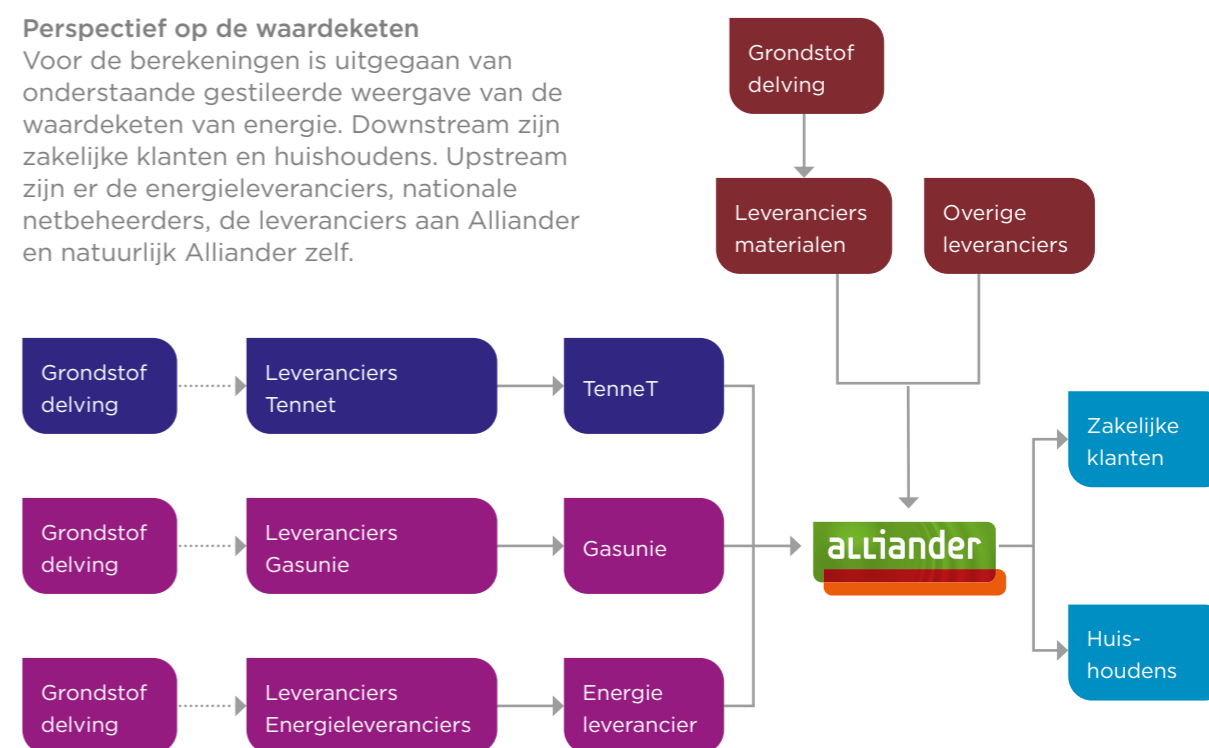 Perspectief op de waardeketen
Voor de berekeningen is uitgegaan van
onderstaande gestileerde weergave van de
waardeketen van energie. Downstream zijn
zakelijke klanten en huishoudens. Upstream
zijn er de energieleveranciers, nationale
netbeheerders, de leveranciers aan Alliander
en natuurlijk Alliander zelf.
Grondstof
delving
Leveranciers
materialen
Overige
leveranciers
Grondstof
delving
Leveranciers
Tennet
TenneT
Grondstof
delving
Leveranciers
Gasunie
Gasunie
Grondstof
delving
Leveranciers
Energieleveranciers
Energie
leverancier
alliander
Zakelijke
klanten
Huis-
houdens